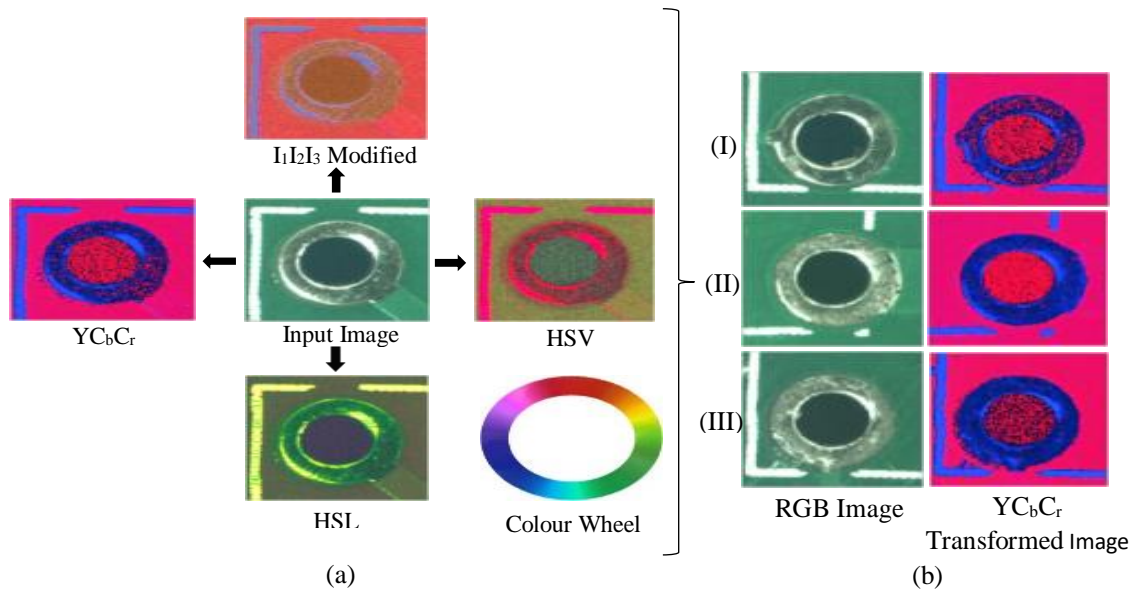 I₁I₂I₃ Modified
YCbCr
Input Image
HSV
HSL
Colour Wheel
(a)
(I)
(II)
(III)
RGB Image
YCbCr
Transformed Image
(b)